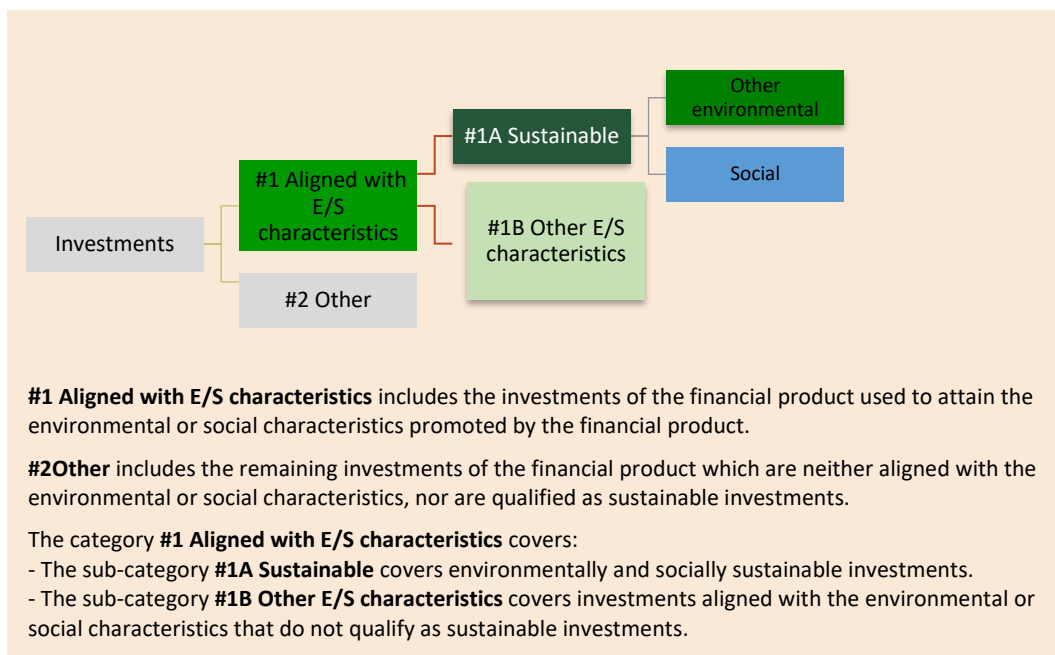 Other
environmental
#1A Sustainable
Social
#1 Aligned with
E/S
characteristics
#1B Other E/S
characteristics
Investments
#2 Other
#1 Aligned with E/S characteristics includes the investments of the financial product used to attain the
environmental or social characteristics promoted by the financial product.
#2Other includes the remaining investments of the financial product which are neither aligned with the
environmental or social characteristics, nor are qualified as sustainable investments.
The category #1 Aligned with E/S characteristics covers:
- The sub-category #1A Sustainable covers environmentally and socially sustainable investments.
- The sub-category #1B Other E/S characteristics covers investments aligned with the environmental or
social characteristics that do not qualify as sustainable investments.